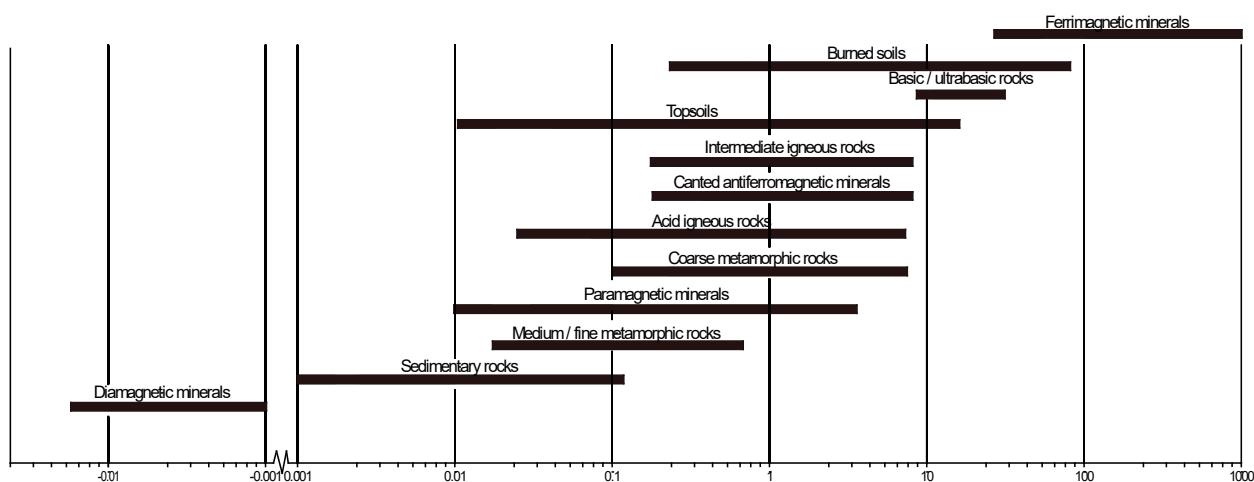 Ferrimagnetic minerals
Burned soils
Basic / ultrabasic rocks
Topsoils
Intermediate igneous rocks
Canted antiferromagnetic minerals
Acid igneous rocks
Coarse metamorphic rocks
Paramagnetic minerals
Medium / fine metamorphic rocks
Sedimentary rocks
Diamagnetic minerals
-0.01 -0.001 0.001 0.01 0.1 1 10 100 1000